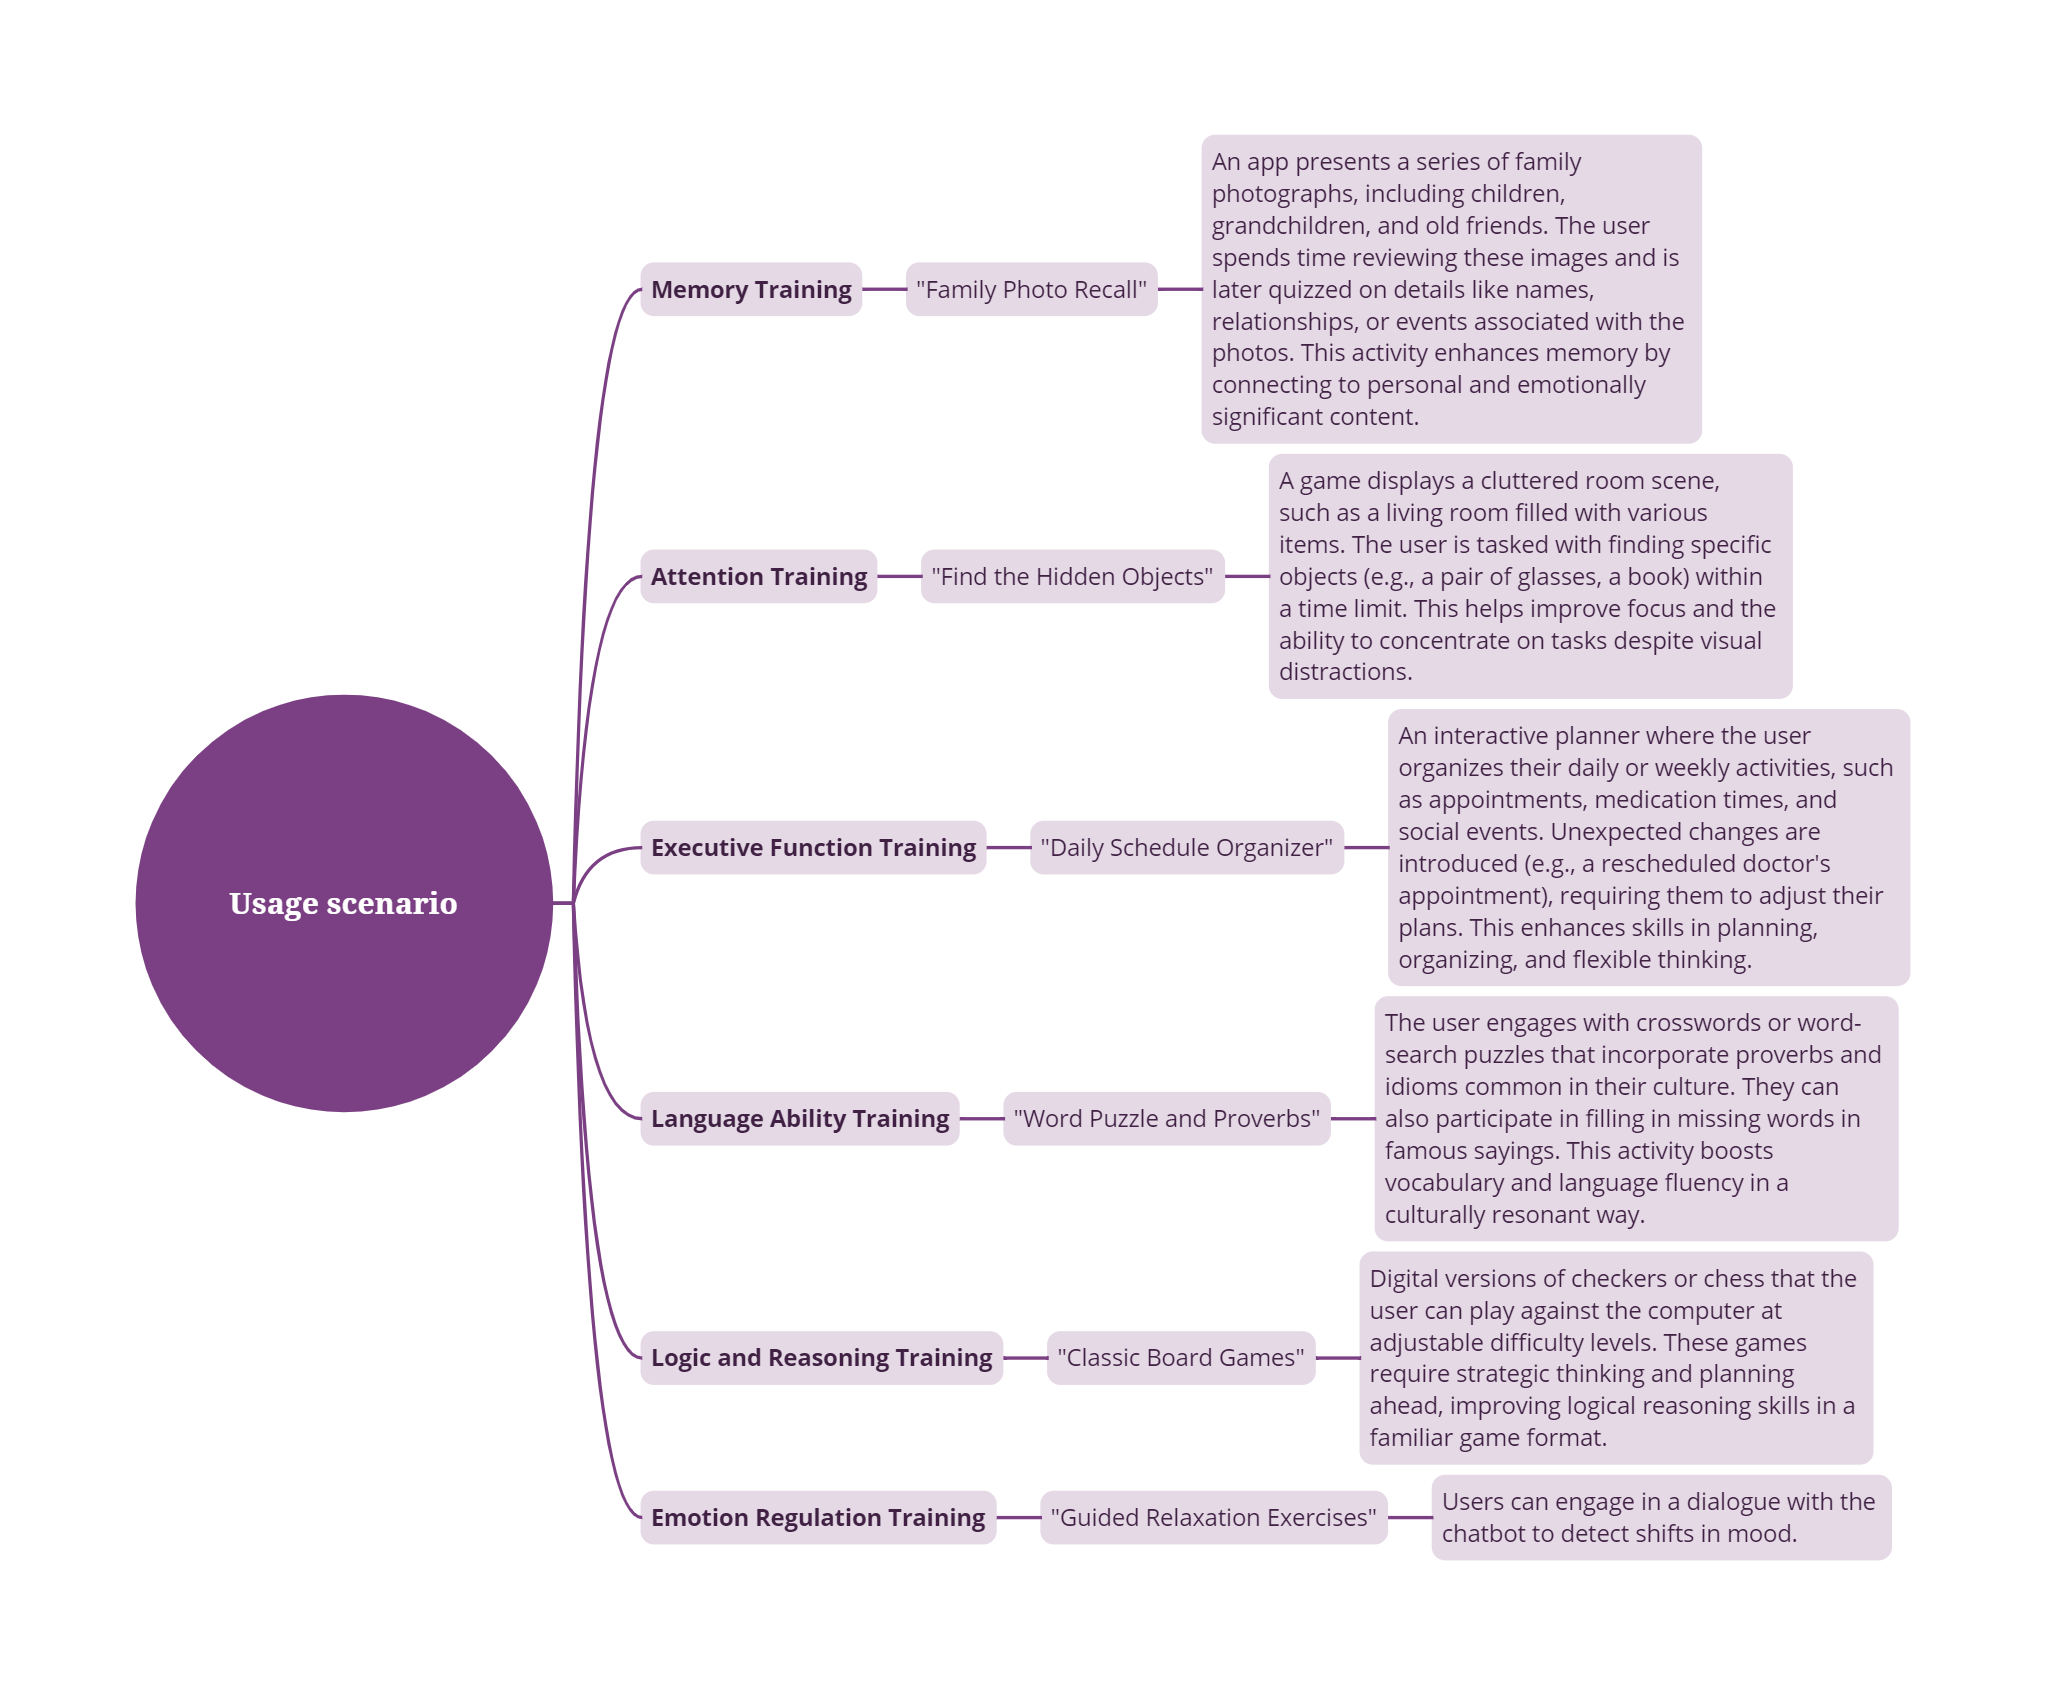 Usage scenario
Memory Training
"Family Photo Recall"
An app presents a series of family
photographs, including children,
grandchildren, and old friends. The user
spends time reviewing these images and is
later quizzed on details like names,
relationships, or events associated with the
photos. This activity enhances memory by
connecting to personal and emotionally
significant content.
Attention Training
"Find the Hidden Objects"
A game displays a cluttered room scene,
such as a living room filled with various
items. The user is tasked with finding specific
objects (e.g., a pair of glasses, a book) within
a time limit. This helps improve focus and the
ability to concentrate on tasks despite visual
distractions.
Executive Function Training
"Daily Schedule Organizer"
An interactive planner where the user
organizes their daily or weekly activities, such
as appointments, medication times, and
social events. Unexpected changes are
introduced (e.g., a rescheduled doctor's
appointment), requiring them to adjust their
plans. This enhances skills in planning,
organizing, and flexible thinking.
Language Ability Training
"Word Puzzle and Proverbs"
The user engages with crosswords or word-
search puzzles that incorporate proverbs and
idioms common in their culture. They can
also participate in filling in missing words in
famous sayings. This activity boosts
vocabulary and language fluency in a
culturally resonant way.
Logic and Reasoning Training
"Classic Board Games"
Digital versions of checkers or chess that the
user can play against the computer at
adjustable difficulty levels. These games
require strategic thinking and planning
ahead, improving logical reasoning skills in a
familiar game format.
Emotion Regulation Training
"Guided Relaxation Exercises"
Users can engage in a dialogue with the
chatbot to detect shifts in mood.